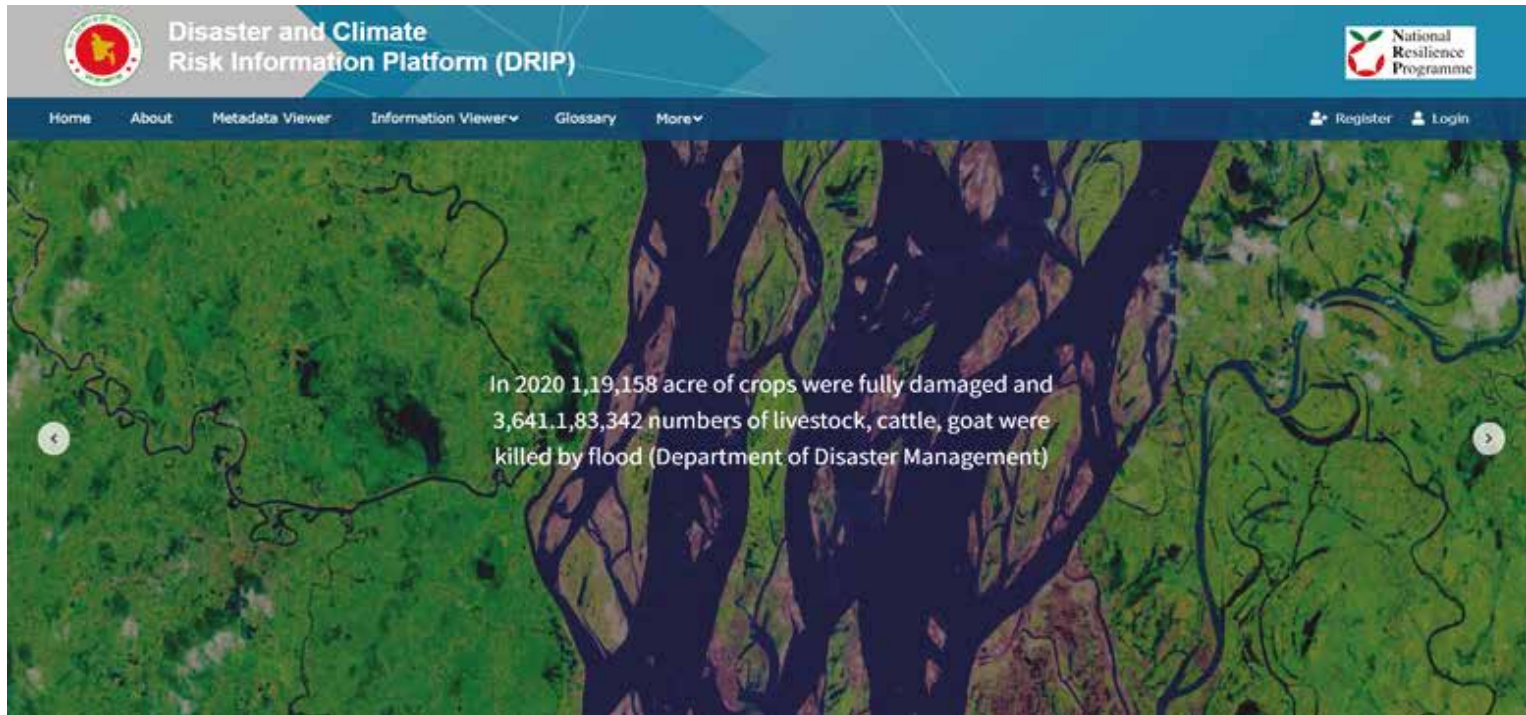 Disaster and Climate
Risk Information Platform (DRIP)
National
Resilience
Programme
Home About Metadata Viewer Information Viewer Glossary More Register Login
In 2020 1,19,158 acre of crops were fully damaged and
3,641.1,83,342 numbers of livestock, cattle, goat were
killed by flood (Department of Disaster Management)